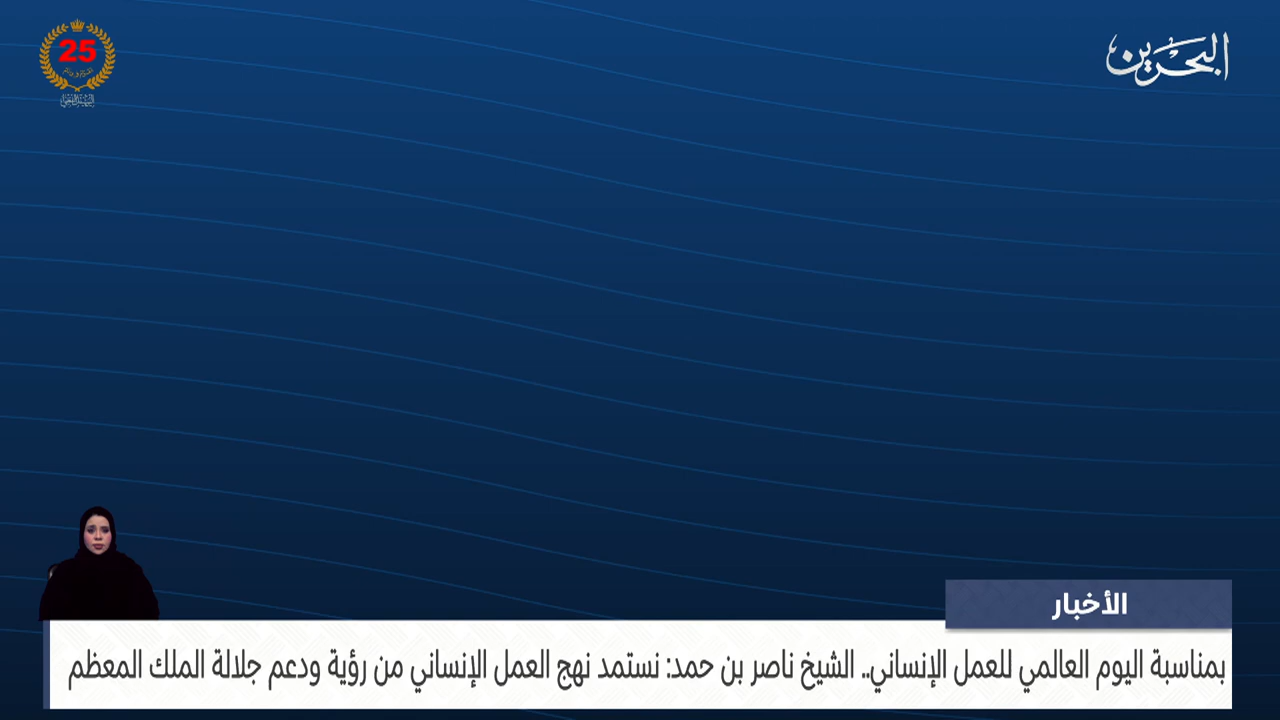 البحرين
25
الأخبار
بمناسبة اليوم العالمي للعمل الإنساني.. الشيخ ناصر بن حمد: نستمد نهج العمل الإنساني من رؤية ودعم جلالة الملك المعظم